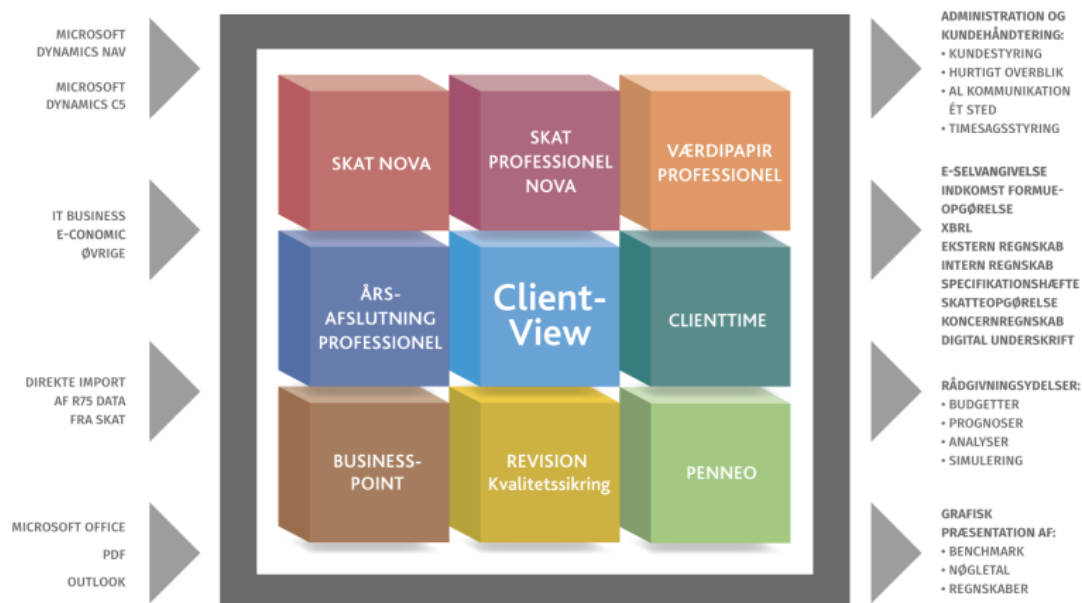 MICROSOFT
DYNAMICS NAV
MICROSOFT
DYNAMICS C5
IT BUSINESS
E-CONOMIC
ØVRIGE
DIREKTE IMPORT
AF R75 DATA
FRA SKAT
MICROSOFT OFFICE
PDF
OUTLOOK
SKAT NOVA
SKAT
PROFESSIONEL
NOVA
VÆRDIPAPIR
PROFESSIONEL
ÅRS-
AFSLUTNING
PROFESSIONEL
Client-
View
CLIENTTIME
BUSINESS-
POINT
REVISION
Kvalitetssikring
PENNEO
ADMINISTRATION OG
KUNDEHÅNDTERING:
• KUNDESTYRING
• HURTIGT OVERBLIK
• AL KOMMUNIKATION
ÉT STED
• TIMESAGSSTYRING
E-SELVANGIVELSE
INDKOMST FORMUE-
OPGØRELSE
XBRL
EKSTERN REGNSKAB
INTERN REGNSKAB
SPECIFIKATIONSHÆFTE
SKATTEOPGØRELSE
KONCERNREGNSKAB
DIGITAL UNDERSKRIFT
RÅDGIVNINGSYDELSER:
• BUDGETTER
• PROGNOSER
• ANALYSER
• SIMULERING
GRAFISK
PRÆSENTATION AF:
• BENCHMARK
• NØGLETAL
• REGNSKABER